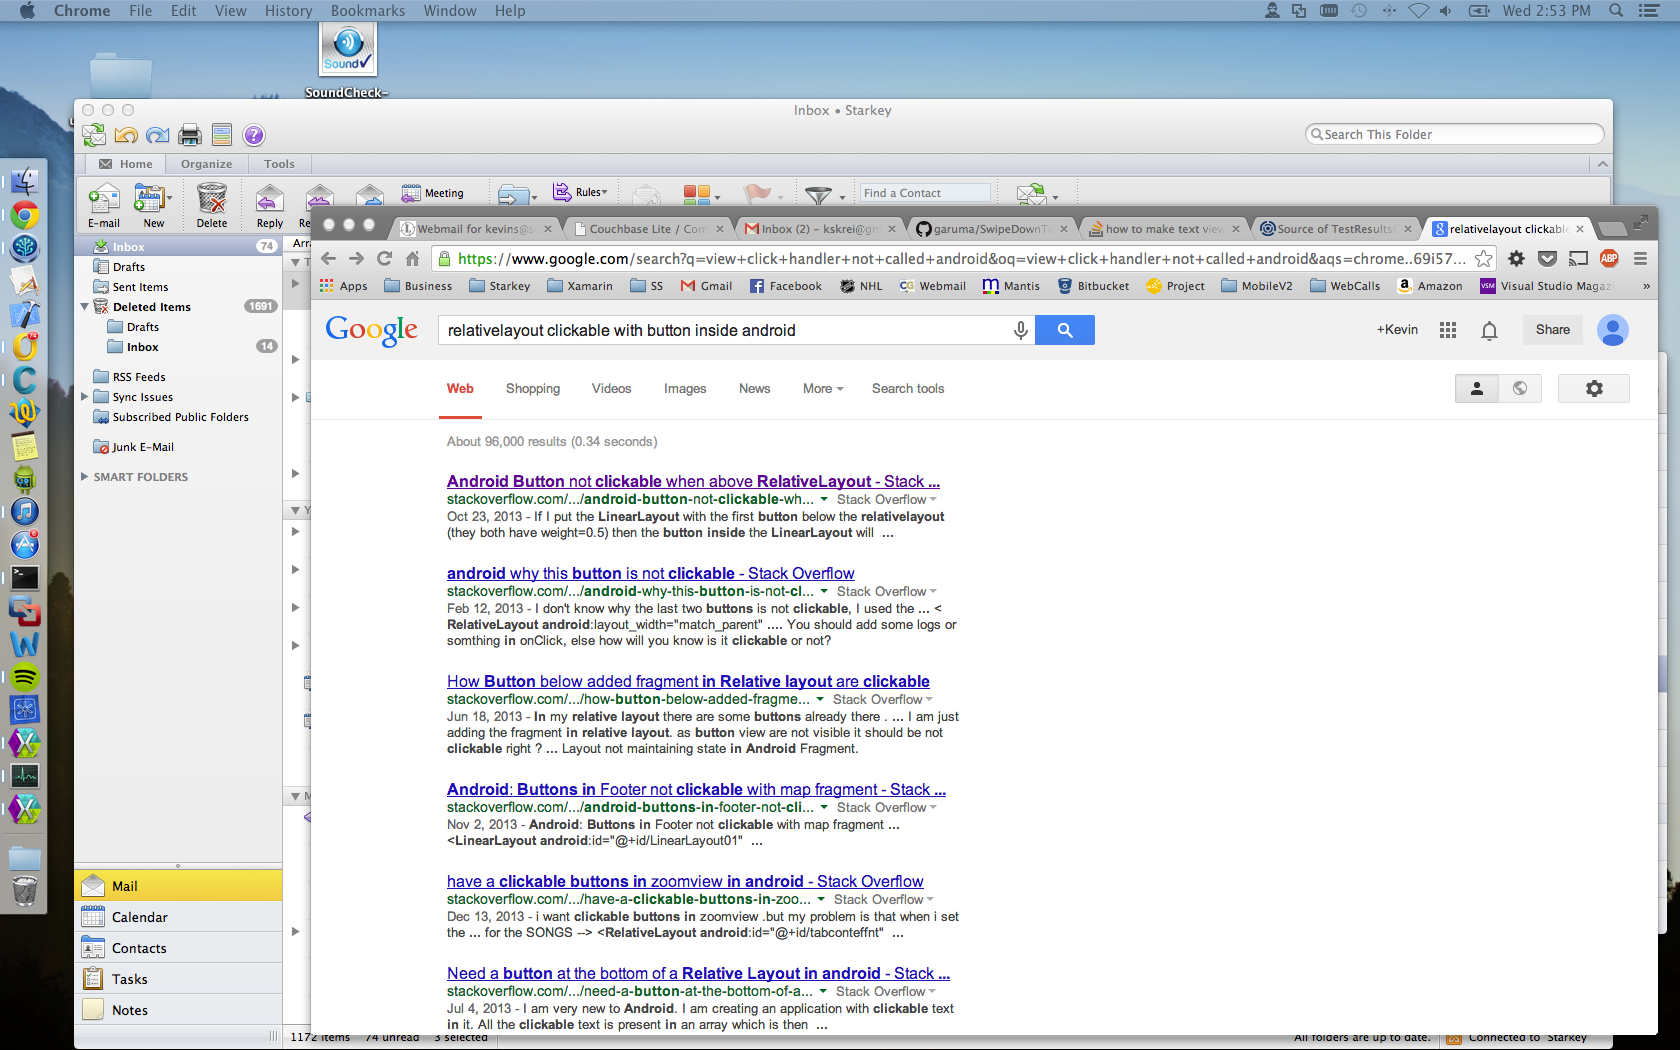 Chrome File Edit View History Bookmarks Window Help Wed 2:53 PM
SoundCheck-
Inbox • Starkey
Search This Folder
Home Organize Tools
E-mail New Delete Reply Meeting Rules Find a Contact
Webmail for kevins@s
Couchbase Lite / Com
Inbox (2) - kskrei@gm
garuma/SwipeDownT
how to make text view
Source of TestResults
relativelayout clickable
https://www.google.com/search?q=view+click+handler+not+called+android&oq=view+click+handler+not+called+android&aqs=chrome..69i57...
Apps Business Starkey Xamarin SS Gmail Facebook NHL Webmail Mantis Bitbucket Project MobileV2 WebCalls Amazon Visual Studio Magaz »
Inbox 74
Drafts
Sent Items
Deleted Items 1691
Drafts
Inbox 14
RSS Feeds
Sync Issues
Subscribed Public Folders
Junk E-Mail
SMART FOLDERS
Mail
Calendar
Contacts
Tasks
Notes
Google relativelayout clickable with button inside android +Kevin Share
Web Shopping Videos Images News More Search tools
About 96,000 results (0.34 seconds)
Android Button not clickable when above RelativeLayout - Stack ...
stackoverflow.com/.../android-button-not-clickable-wh... Stack Overflow
Oct 23, 2013 - If I put the LinearLayout with the first button below the relativelayout
(they both have weight=0.5) then the button inside the LinearLayout will ...
android why this button is not clickable - Stack Overflow
stackoverflow.com/.../android-why-this-button-is-not-cl... Stack Overflow
Feb 12, 2013 - I don't know why the last two buttons is not clickable, I used the ... <
RelativeLayout android:layout_width="match_parent" .... You should add some logs or
somthing in onClick, else how will you know is it clickable or not?
How Button below added fragment in Relative layout are clickable
stackoverflow.com/.../how-button-below-added-fragme... Stack Overflow
Jun 18, 2013 - In my relative layout there are some buttons already there . ... I am just
adding the fragment in relative layout. as button view are not visible it should be not
clickable right ? ... Layout not maintaining state in Android Fragment.
Android: Buttons in Footer not clickable with map fragment - Stack ...
stackoverflow.com/.../android-buttons-in-footer-not-cli... Stack Overflow
Nov 2, 2013 - Android: Buttons in Footer not clickable with map fragment ...
<LinearLayout android:id="@+id/LinearLayout01" ...
have a clickable buttons in zoomview in android - Stack Overflow
stackoverflow.com/.../have-a-clickable-buttons-in-zoo... Stack Overflow
Dec 13, 2013 - i want clickable buttons in zoomview .but my problem is that when i set
the ... for the SONGS --> <RelativeLayout android:id="@+id/tabconteffnt" ...
Need a button at the bottom of a Relative Layout in android - Stack ...
stackoverflow.com/.../need-a-button-at-the-bottom-of-a... Stack Overflow
Jul 4, 2013 - I am very new to Android. I am creating an application with clickable text
in it. All the clickable text is present in an array which is then ...
1172 items 74 unread 3 selected All folders are up to date. Connected to Starkey